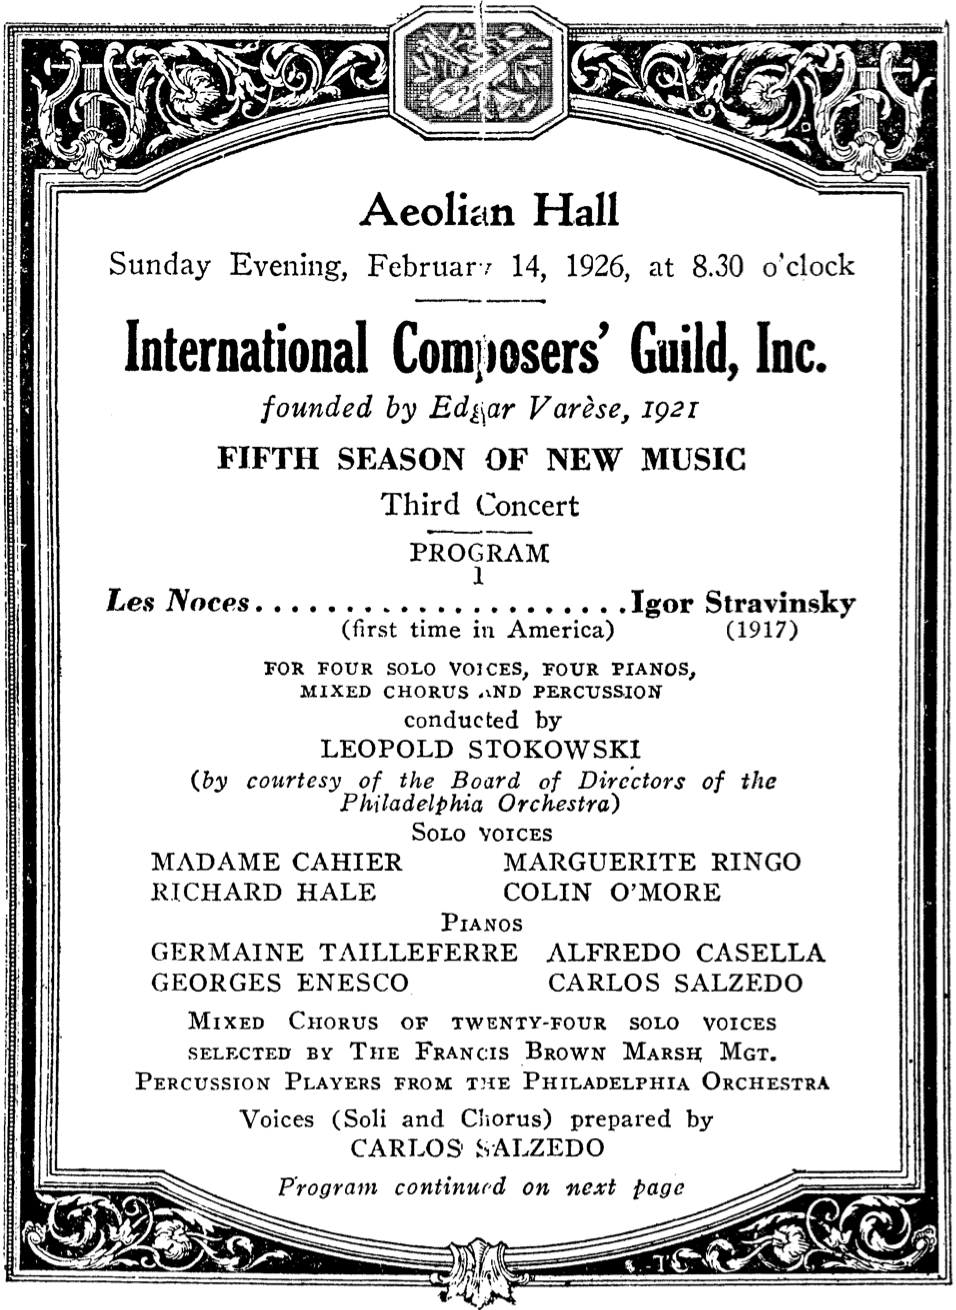 Aeolian Hall
Sunday Evening, February 14, 1926, at 8.30 o'clock
International Composers' Guild, Inc.
founded by Edgar Varèse, 1921
FIFTH SEASON OF NEW MUSIC
Third Concert
PROGRAM
1
Les Noces.....................Igor Stravinsky
(first time in America) (1917)
FOR FOUR SOLO VOICES, FOUR PIANOS,
MIXED CHORUS AND PERCUSSION
conducted by
LEOPOLD STOKOWSKI
(by courtesy of the Board of Directors of the
Philadelphia Orchestra)
SOLO VOICES
MADAME CAHIER MARGUERITE RINGO
RICHARD HALE COLIN O'MORE
PIANOS
GERMAINE TAILLEFERRE ALFREDO CASELLA
GEORGES ENESCO CARLOS SALZEDO
MIXED CHORUS OF TWENTY-FOUR SOLO VOICES
SELECTED BY THE FRANCIS BROWN MARSH MGT.
PERCUSSION PLAYERS FROM THE PHILADELPHIA ORCHESTRA
Voices (Soli and Chorus) prepared by
CARLOS SALZEDO
Program continued on next page